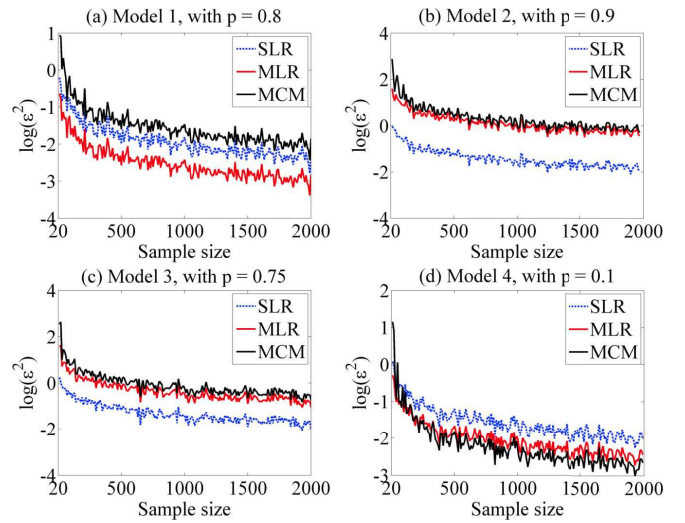 (a) Model 1, with p = 0.8
1
0
-1
-2
-3
-4
log(ε²)
SLR
MLR
MCM
20 500 1000 1500 2000
Sample size
(b) Model 2, with p = 0.9
4
2
0
-2
-4
log(ε²)
SLR
MLR
MCM
20 500 1000 1500 2000
Sample size
(c) Model 3, with p = 0.75
4
2
0
-2
-4
log(ε²)
SLR
MLR
MCM
20 500 1000 1500 2000
Sample size
(d) Model 4, with p = 0.1
2
1
0
-1
-2
-3
log(ε²)
SLR
MLR
MCM
20 500 1000 1500 2000
Sample size